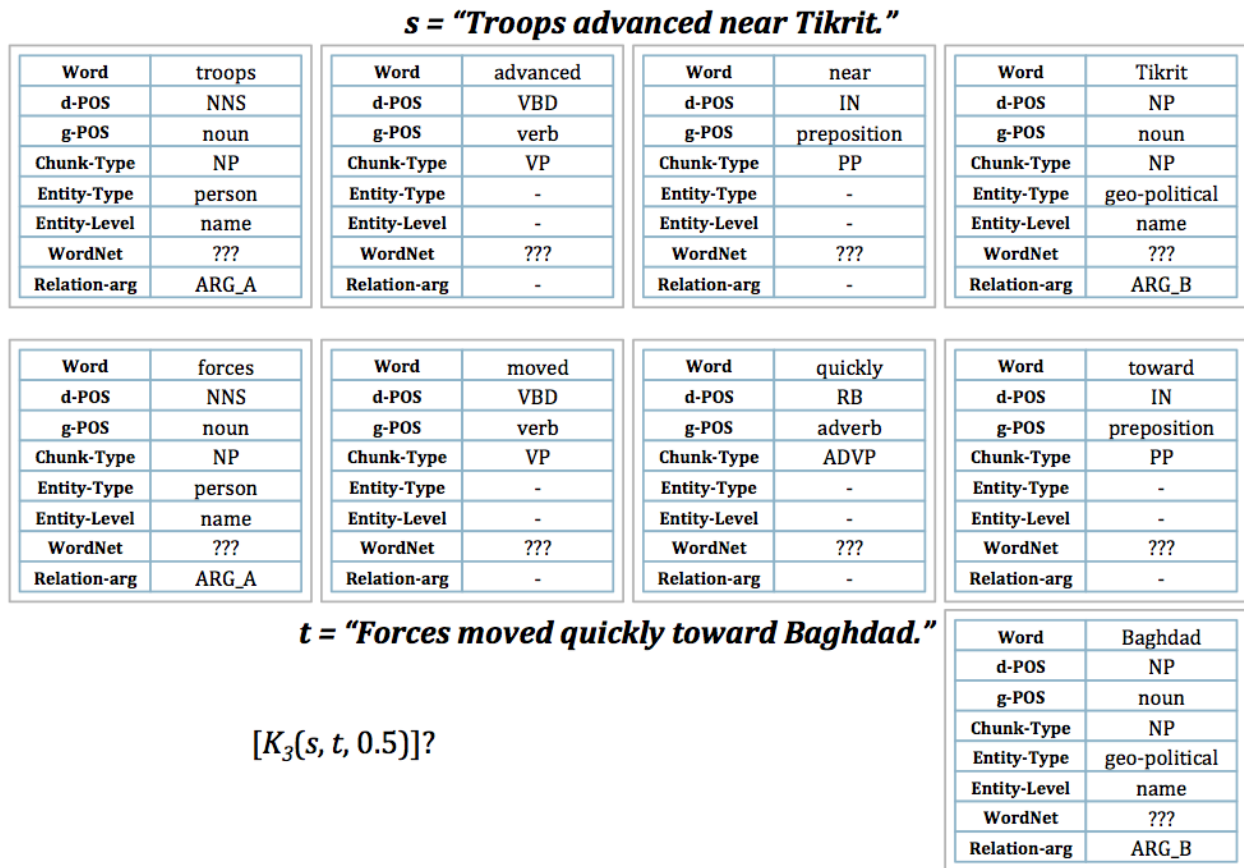 s = “Troops advanced near Tikrit.”
Word troops
d-POS NNS
g-POS noun
Chunk-Type NP
Entity-Type person
Entity-Level name
WordNet ???
Relation-arg ARG_A
Word advanced
d-POS VBD
g-POS verb
Chunk-Type VP
Entity-Type -
Entity-Level -
WordNet ???
Relation-arg -
Word near
d-POS IN
g-POS preposition
Chunk-Type PP
Entity-Type -
Entity-Level -
WordNet ???
Relation-arg -
Word Tikrit
d-POS NP
g-POS noun
Chunk-Type NP
Entity-Type geo-political
Entity-Level name
WordNet ???
Relation-arg ARG_B
Word forces
d-POS NNS
g-POS noun
Chunk-Type NP
Entity-Type person
Entity-Level name
WordNet ???
Relation-arg ARG_A
Word moved
d-POS VBD
g-POS verb
Chunk-Type VP
Entity-Type -
Entity-Level -
WordNet ???
Relation-arg -
Word quickly
d-POS RB
g-POS adverb
Chunk-Type ADVP
Entity-Type -
Entity-Level -
WordNet ???
Relation-arg -
Word toward
d-POS IN
g-POS preposition
Chunk-Type PP
Entity-Type -
Entity-Level -
WordNet ???
Relation-arg -
t = “Forces moved quickly toward Baghdad.”
Word Baghdad
d-POS NP
g-POS noun
Chunk-Type NP
Entity-Type geo-political
Entity-Level name
WordNet ???
Relation-arg ARG_B
[K₃(s, t, 0.5)]?